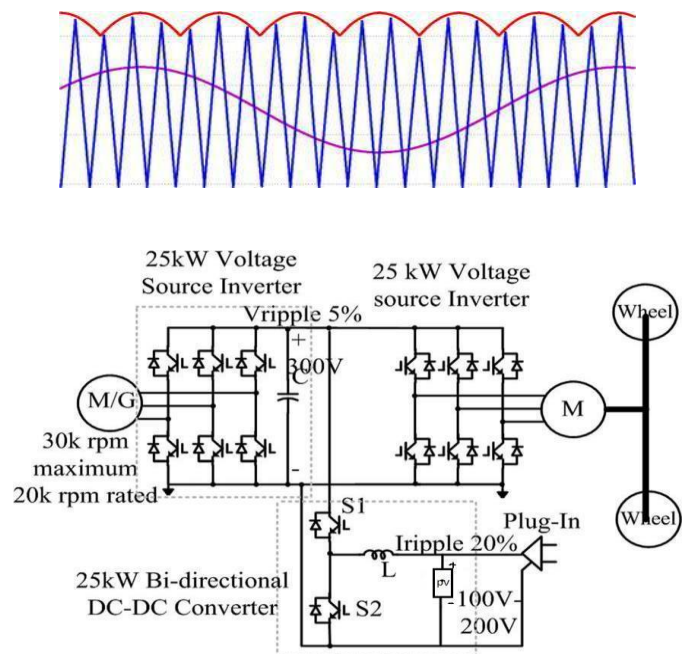 25kW Voltage
Source Inverter
25 kW Voltage
source Inverter
Vripple 5%
+
300V
C
-
M/G
30k rpm
maximum
20k rpm rated
M
Wheel
Wheel
S1
Plug-In
Iripple 20%
L
+
pv
-100V-
200V
25kW Bi-directional
DC-DC Converter
S2